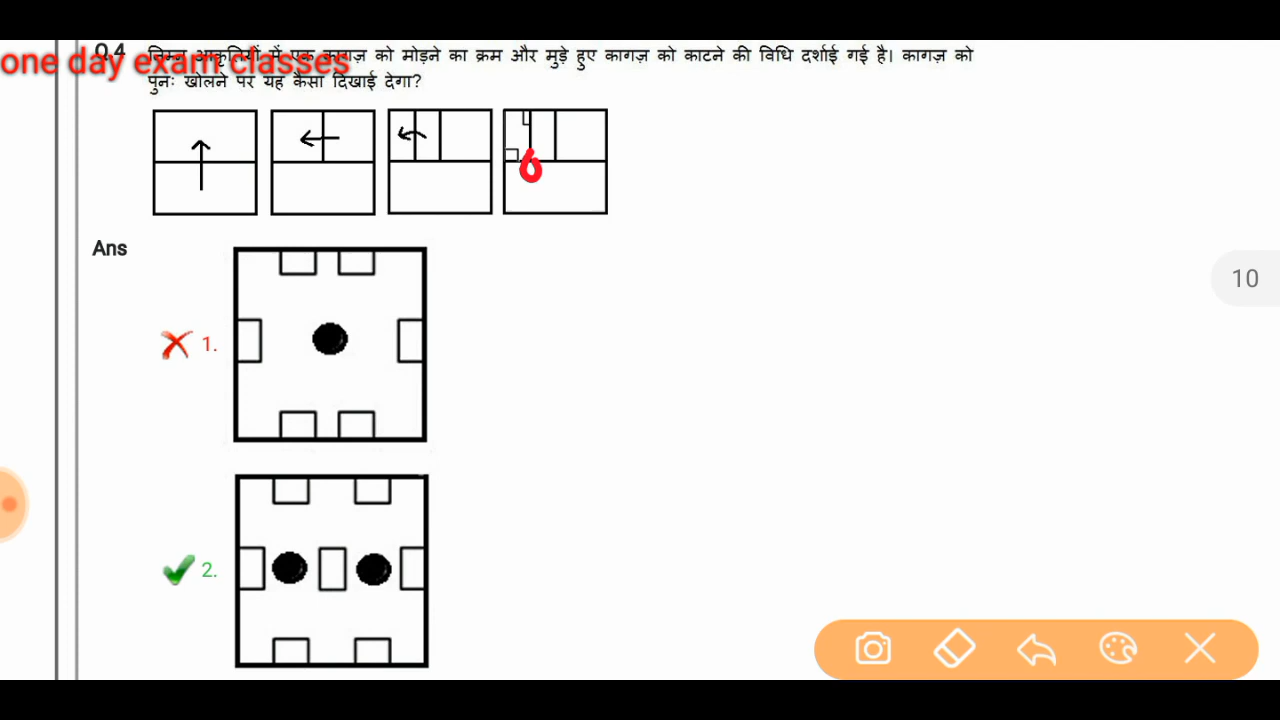 Q.4 निम्न आकृतियों में एक कागज़ को मोड़ने का क्रम और मुड़े हुए कागज़ को काटने की विधि दर्शाई गई है। कागज़ को
one day exam classes
पुनः खोलने पर यह कैसा दिखाई देगा?
Ans
10
1.
2.